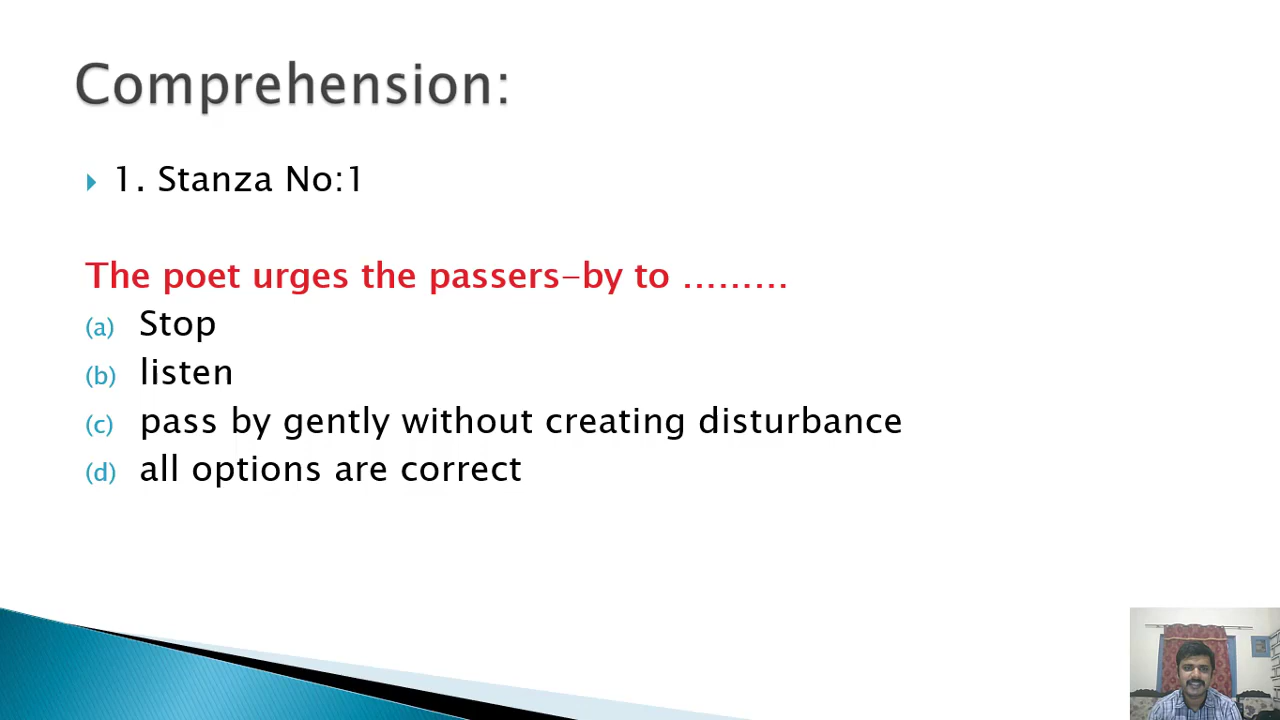 Comprehension:
1. Stanza No:1
The poet urges the passers-by to .........
(a) Stop
(b) listen
(c) pass by gently without creating disturbance
(d) all options are correct